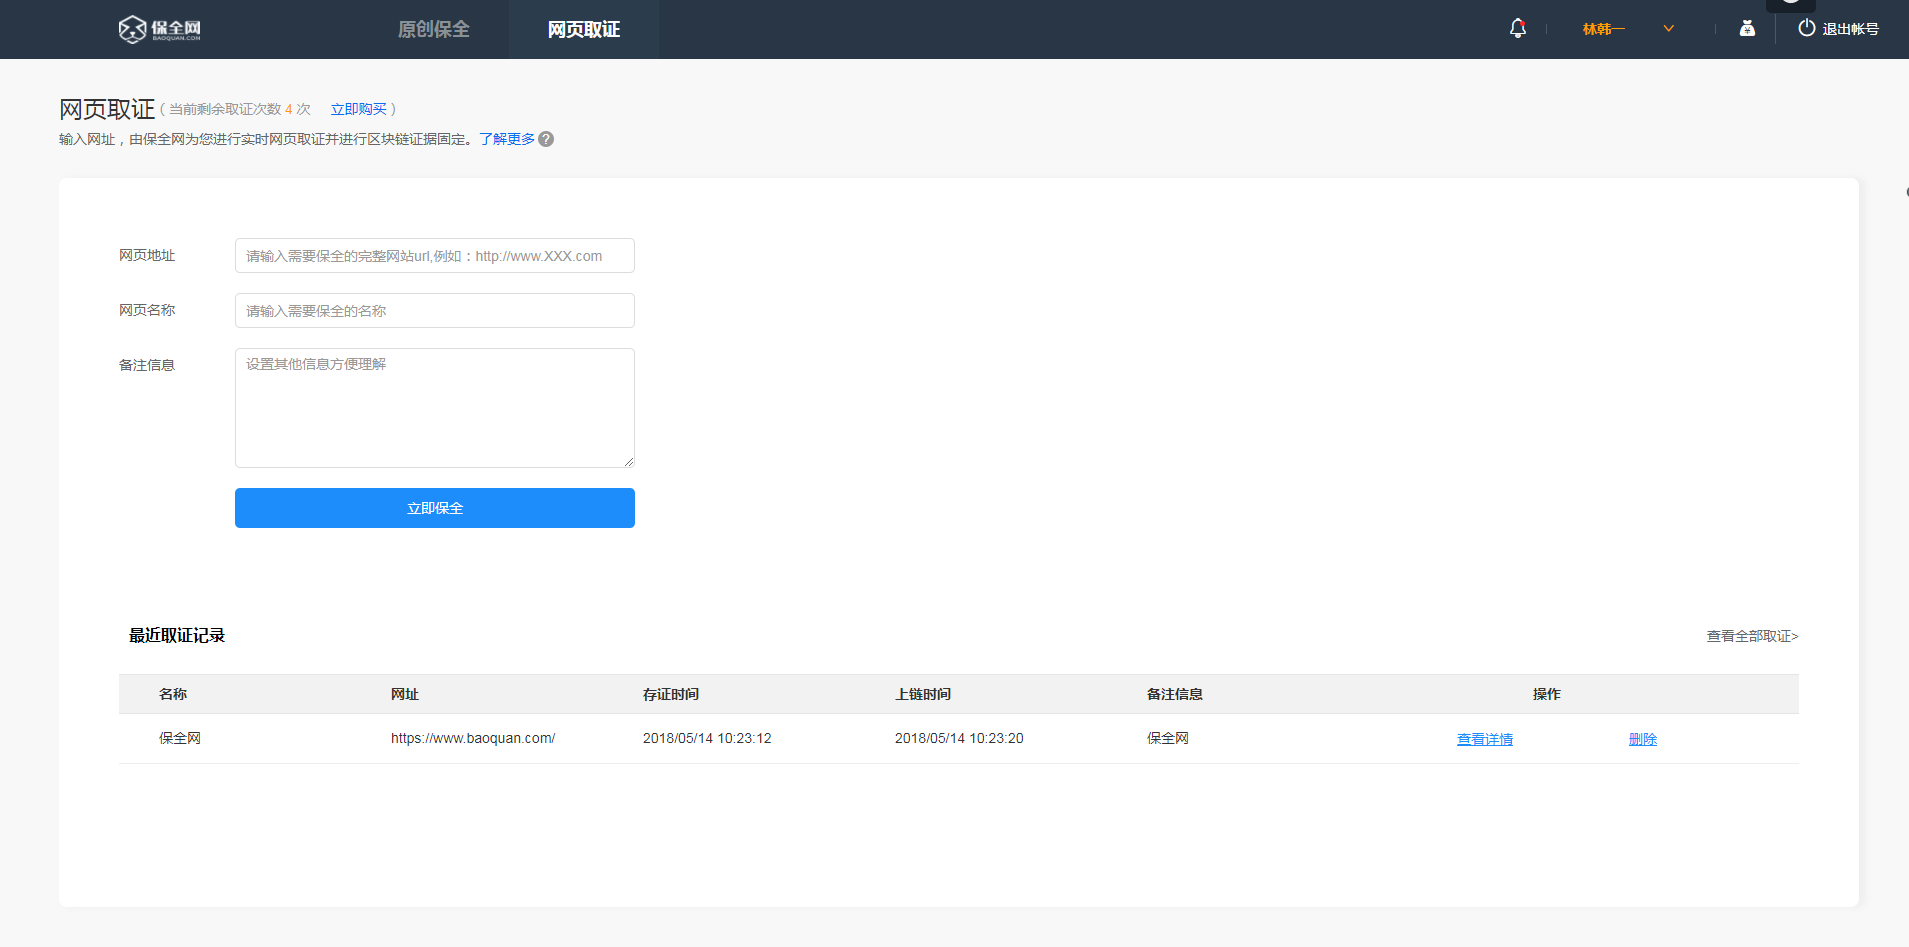 保全网 BAOQUAN.COM 原创保全 网页取证 林韩一 退出帐号
网页取证 ( 当前剩余取证次数 4 次 立即购买 )
输入网址，由保全网为您进行实时网页取证并进行区块链证据固定。了解更多 ?
网页地址 请输入需要保全的完整网站url,例如：http://www.XXX.com
网页名称 请输入需要保全的名称
备注信息 设置其他信息方便理解
立即保全
最近取证记录 查看全部取证>
名称 网址 存证时间 上链时间 备注信息 操作
保全网 https://www.baoquan.com/ 2018/05/14 10:23:12 2018/05/14 10:23:20 保全网 查看详情 删除